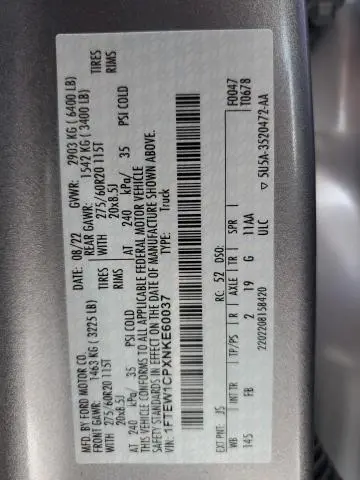 MFD. BY FORD MOTOR CO.
DATE: 08/22 GVWR: 2903 KG ( 6400 LB)
FRONT GAWR: 1463 KG ( 3225 LB) REAR GAWR: 1542 KG ( 3400 LB)
WITH 275/60R20 115T TIRES WITH 275/60R20 115T TIRES
20x8.5J RIMS 20x8.5J RIMS
AT 240 kPa/ 35 PSI COLD AT 240 kPa/ 35 PSI COLD
THIS VEHICLE CONFORMS TO ALL APPLICABLE FEDERAL MOTOR VEHICLE
SAFETY STANDARDS IN EFFECT ON THE DATE OF MANUFACTURE SHOWN ABOVE.
VIN: 1FTEW1CPXNKE60037
TYPE: Truck
F0047
T0678
EXT PNT: JS RC: 52 DSO:
WB INT TR TP/PS R AXLE TR SPR
145 FB 2 19 G 11AA
ULC
2202208158420
▽ 5U5A-3520472-AA